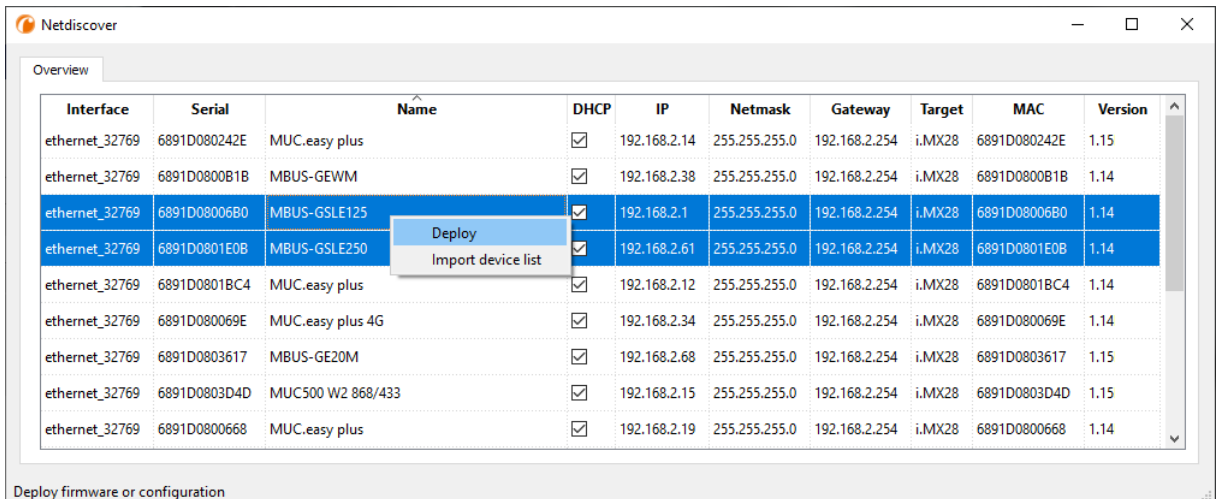 Netdiscover
Overview
Interface Serial Name DHCP IP Netmask Gateway Target MAC Version
ethernet_32769 6891D080242E MUC.easy plus 192.168.2.14 255.255.255.0 192.168.2.254 i.MX28 6891D080242E 1.15
ethernet_32769 6891D0800B1B MBUS-GEWM 192.168.2.38 255.255.255.0 192.168.2.254 i.MX28 6891D0800B1B 1.14
ethernet_32769 6891D08006B0 MBUS-GSLE125 192.168.2.1 255.255.255.0 192.168.2.254 i.MX28 6891D08006B0 1.14
Deploy
ethernet_32769 6891D0801E0B MBUS-GSLE250 192.168.2.61 255.255.255.0 192.168.2.254 i.MX28 6891D0801E0B 1.14
Import device list
ethernet_32769 6891D0801BC4 MUC.easy plus 192.168.2.12 255.255.255.0 192.168.2.254 i.MX28 6891D0801BC4 1.14
ethernet_32769 6891D080069E MUC.easy plus 4G 192.168.2.34 255.255.255.0 192.168.2.254 i.MX28 6891D080069E 1.14
ethernet_32769 6891D0803617 MBUS-GE20M 192.168.2.68 255.255.255.0 192.168.2.254 i.MX28 6891D0803617 1.15
ethernet_32769 6891D0803D4D MUC500 W2 868/433 192.168.2.15 255.255.255.0 192.168.2.254 i.MX28 6891D0803D4D 1.15
ethernet_32769 6891D0800668 MUC.easy plus 192.168.2.19 255.255.255.0 192.168.2.254 i.MX28 6891D0800668 1.14
Deploy firmware or configuration